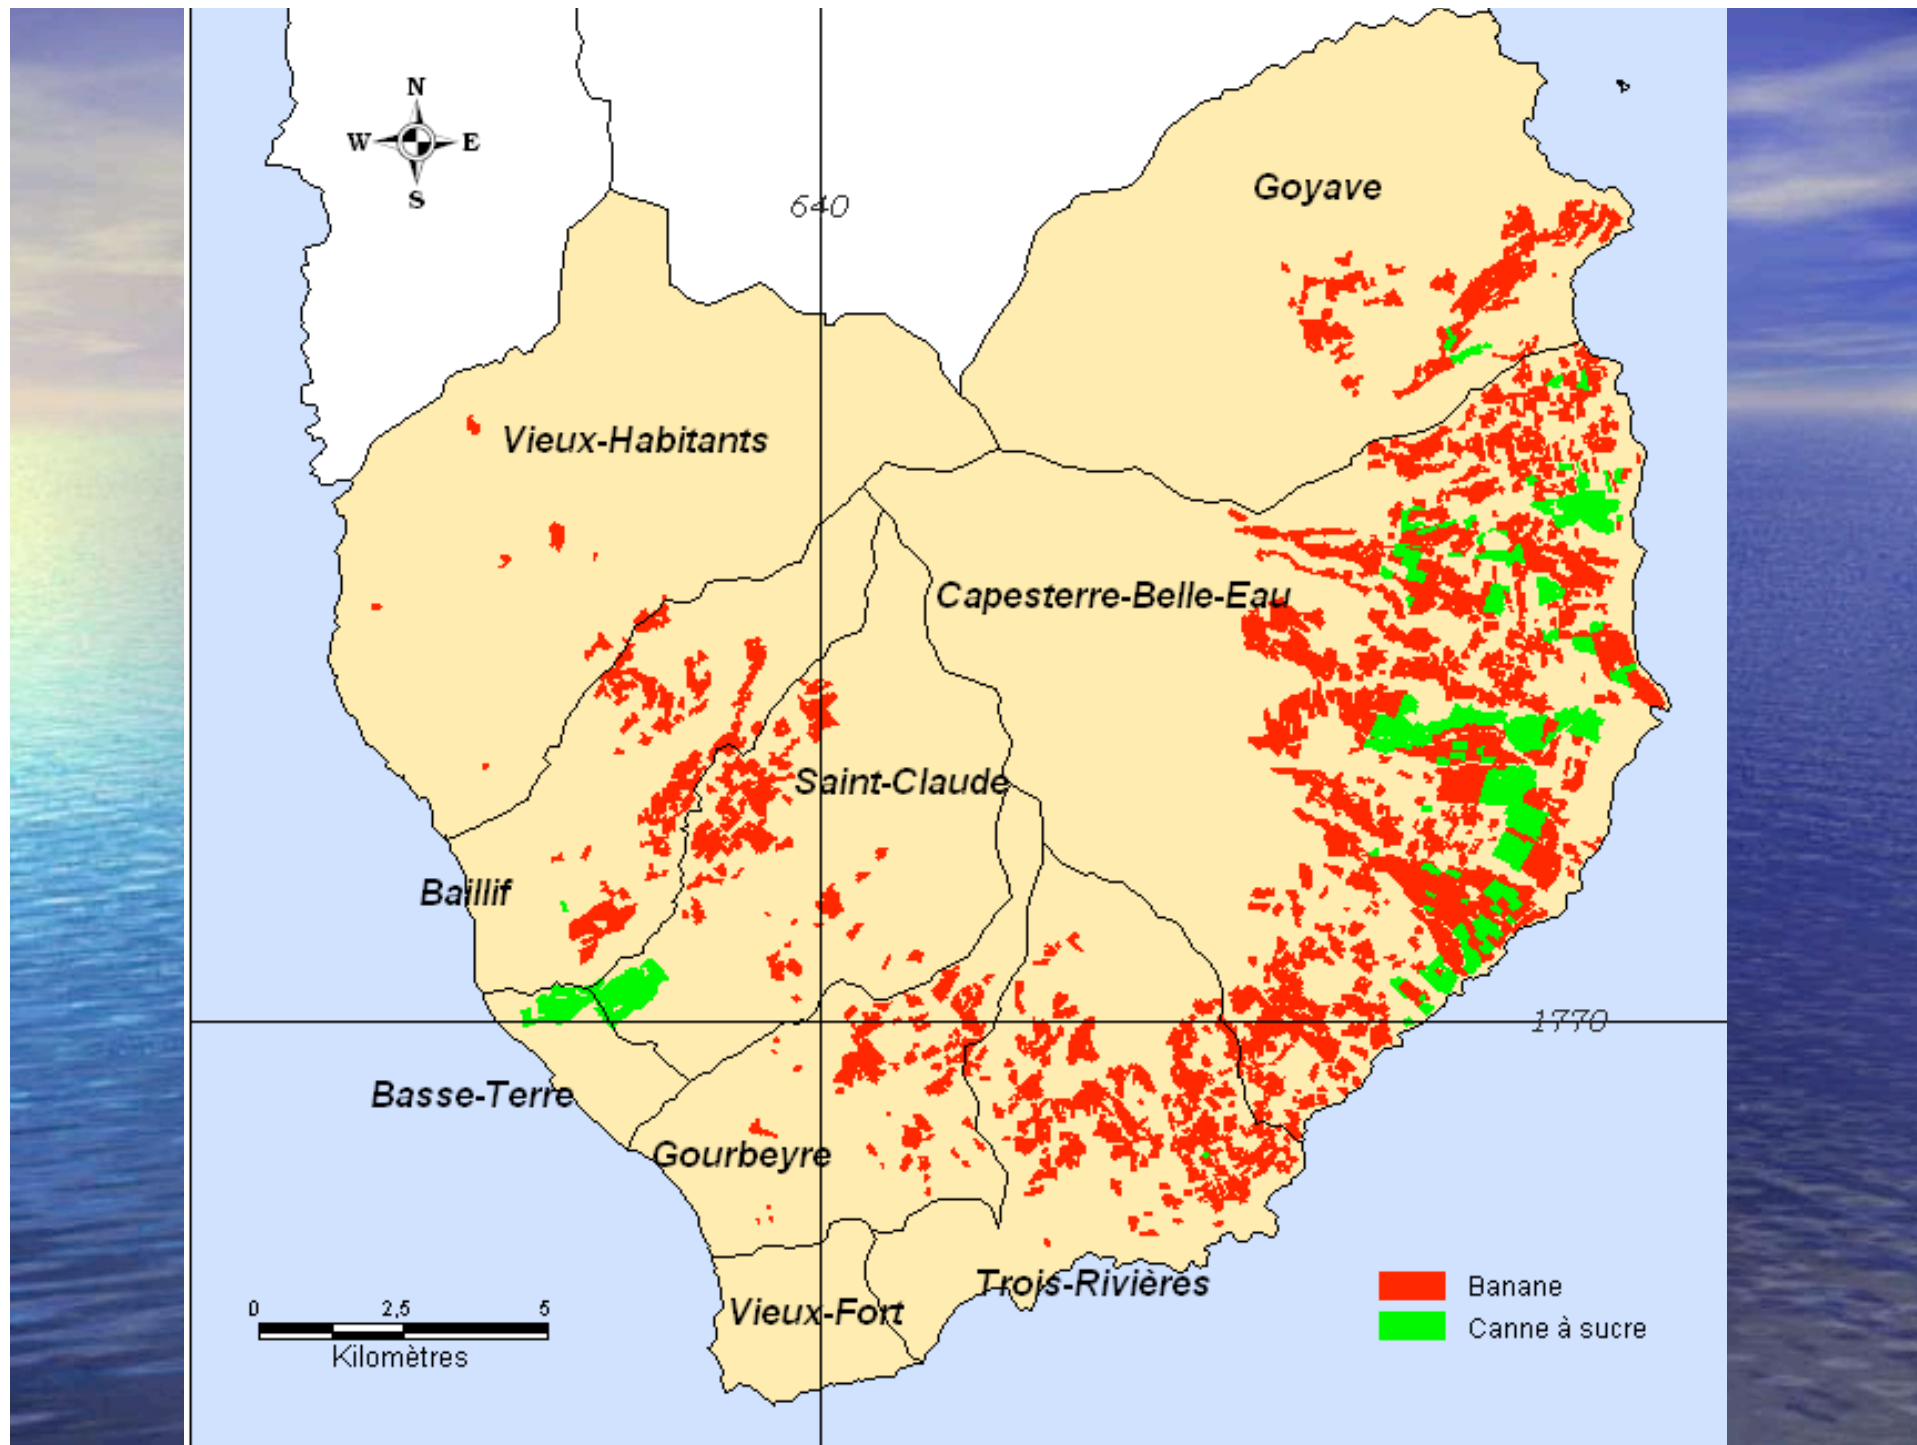 N
W E
S
640
Goyave
Vieux-Habitants
Capesterre-Belle-Eau
Saint-Claude
Baillif
1770
Basse-Terre
Gourbeyre
Trois-Rivières
Vieux-Fort
0 2,5 5
Kilomètres
Banane
Canne à sucre